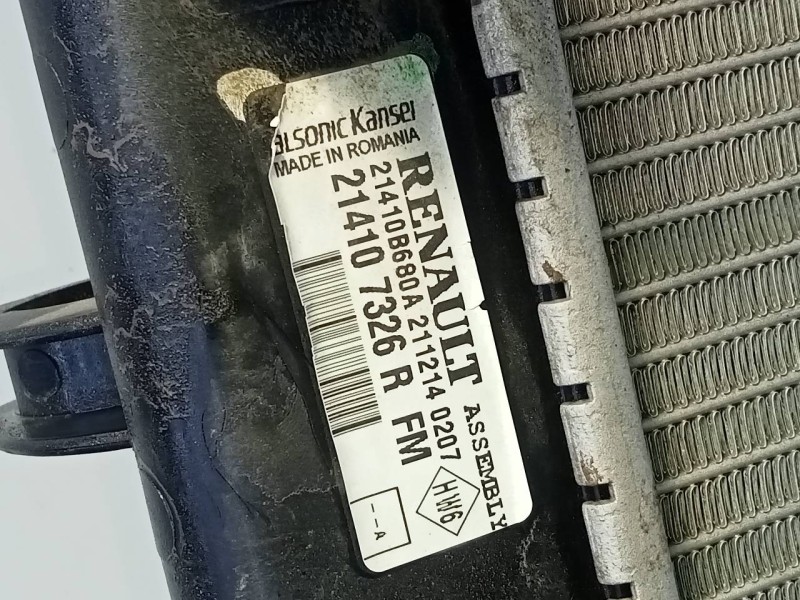 alsonic Kansei
MADE IN ROMANIA
RENAULT ASSEMBLY
21410B680A 211214 0207
21410 7326 R FM
HW6
--A